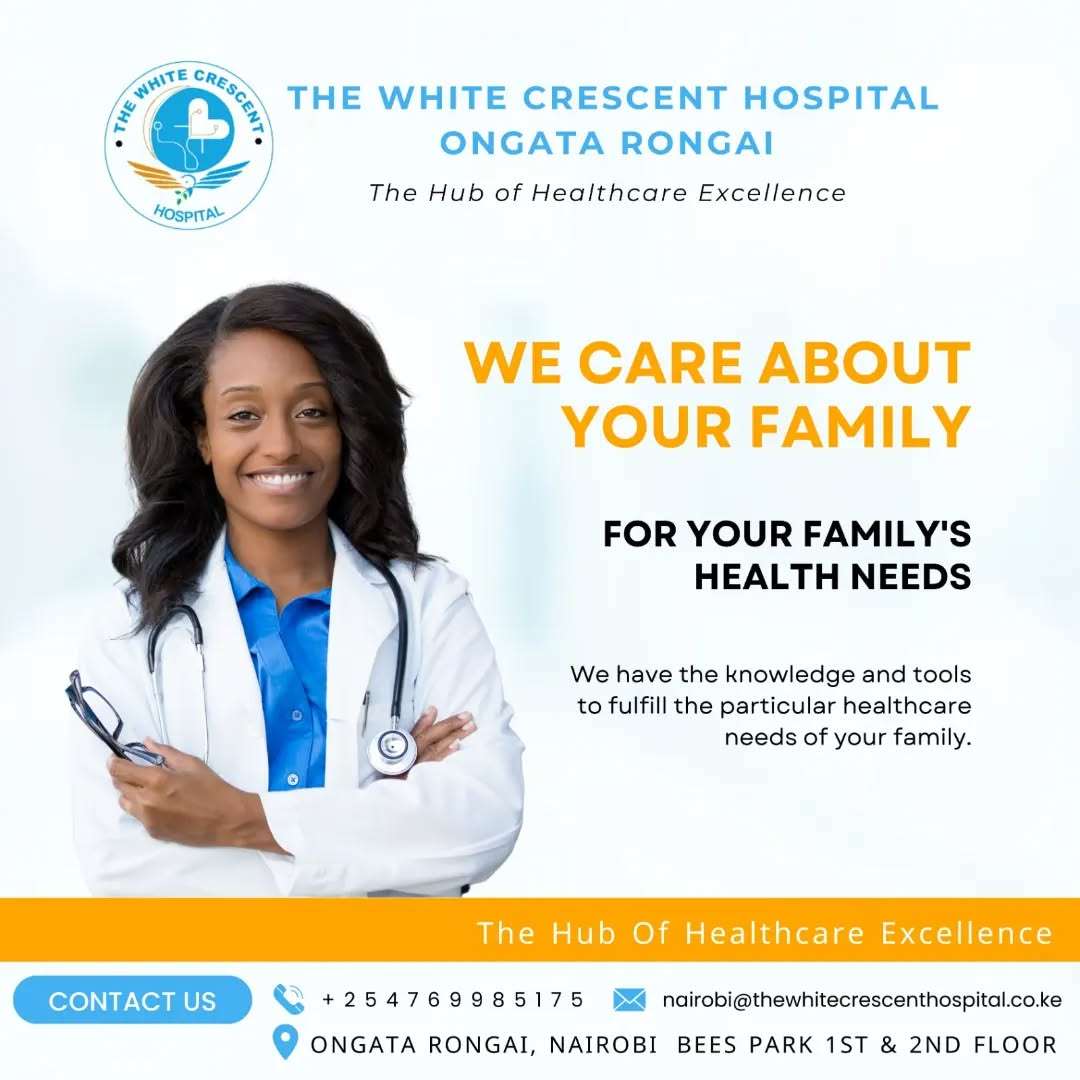 THE WHITE CRESCENT
HOSPITAL
THE WHITE CRESCENT HOSPITAL
ONGATA RONGAI
The Hub of Healthcare Excellence
WE CARE ABOUT
YOUR FAMILY
FOR YOUR FAMILY'S
HEALTH NEEDS
We have the knowledge and tools
to fulfill the particular healthcare
needs of your family.
The Hub Of Healthcare Excellence
CONTACT US +254769985175 nairobi@thewhitecrescenthospital.co.ke
ONGATA RONGAI, NAIROBI BEES PARK 1ST & 2ND FLOOR